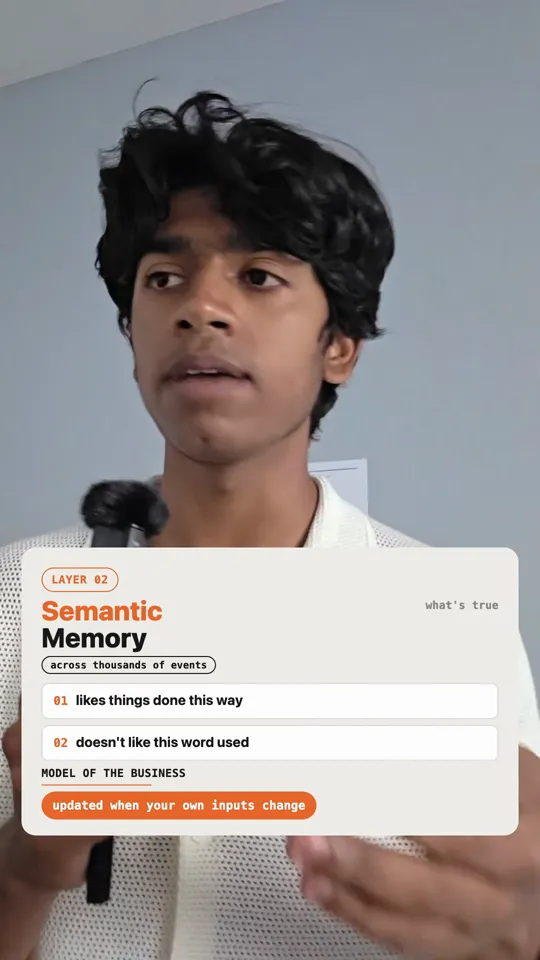 LAYER 02
Semantic
what's true
Memory
across thousands of events
01 likes things done this way
02 doesn't like this word used
MODEL OF THE BUSINESS
updated when your own inputs change